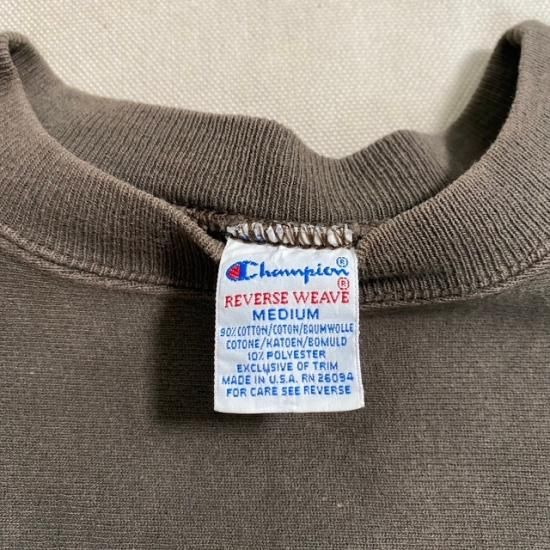 Champion®
REVERSE WEAVE®
MEDIUM
90% COTTON/COTON/BAUMWOLLE
COTONE/KATOEN/BOMULD
10% POLYESTER
EXCLUSIVE OF TRIM
MADE IN U.S.A. RN 26094
FOR CARE SEE REVERSE